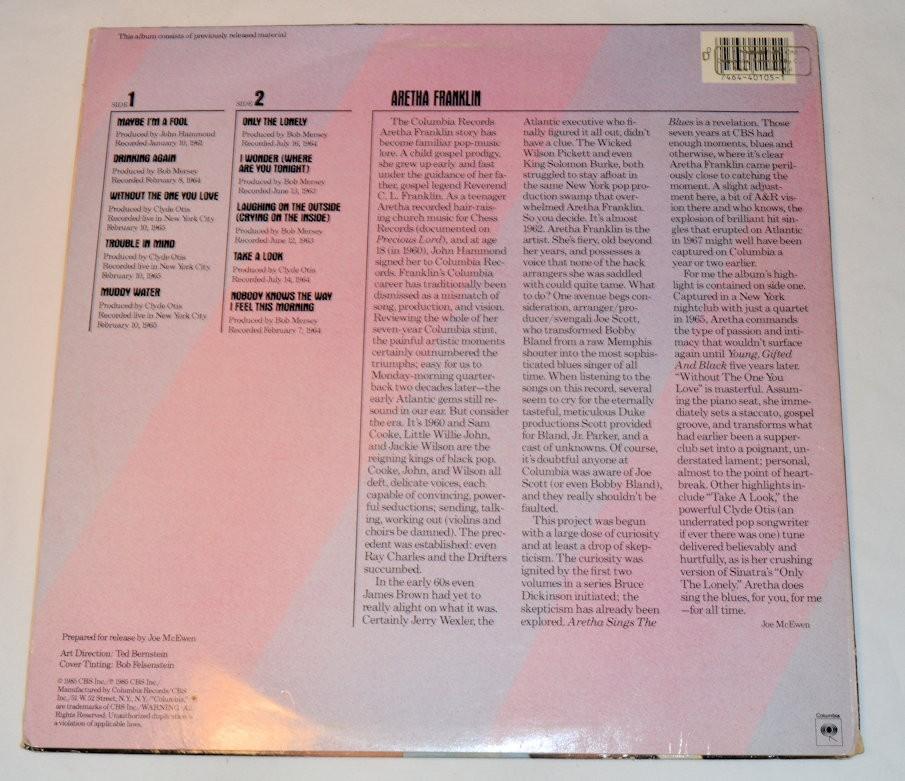 This album consists of previously released material
7464-40105-1
SIDE 1
MAYBE I'M A FOOL
Produced by John Hammond
Recorded January 10, 1961
DRINKING AGAIN
Produced by Bob Mersey
Recorded February 8, 1964
WITHOUT THE ONE YOU LOVE
Produced by Clyde Otis
Recorded live in New York City
February 10, 1965
TROUBLE IN MIND
Produced by Clyde Otis
Recorded live in New York City
February 10, 1965
MUDDY WATER
Produced by Clyde Otis
Recorded live in New York City
February 10, 1965
SIDE 2
ONLY THE LONELY
Produced by Bob Mersey
Recorded July 16, 1964
I WONDER (WHERE
ARE YOU TONIGHT)
Produced by Bob Mersey
Recorded June 13, 1963
LAUGHING ON THE OUTSIDE
(CRYING ON THE INSIDE)
Produced by Bob Mersey
Recorded June 12, 1963
TAKE A LOOK
Produced by Clyde Otis
Recorded July 14, 1964
NOBODY KNOWS THE WAY
I FEEL THIS MORNING
Produced by Bob Mersey
Recorded February 7, 1964
ARETHA FRANKLIN
The Columbia Records
Aretha Franklin story has
become familiar pop-music
lore. A child gospel prodigy,
she grew up early and fast
under the guidance of her fa-
ther, gospel legend Reverend
C. L. Franklin. As a teenager
Aretha recorded hair-rais-
ing church music for Chess
Records (documented on
Precious Lord), and at age
18 (in 1960), John Hammond
signed her to Columbia Rec-
ords. Franklin's Columbia
career has traditionally been
dismissed as a mismatch of
song, production, and vision.
Reviewing the whole of her
seven-year Columbia stint,
the painful artistic moments
certainly outnumbered the
triumphs; easy for us to
Monday-morning quarter-
back two decades later—the
early Atlantic gems still re-
sound in our ear. But consider
the era. It's 1960 and Sam
Cooke, Little Willie John,
and Jackie Wilson are the
reigning kings of black pop.
Cooke, John, and Wilson all
deft, delicate voices, each
capable of convincing, power-
ful seductions; sending, talk-
ing, working out (violins and
choirs be damned). The prec-
edent was established: even
Ray Charles and the Drifters
succumbed.
In the early 60s even
James Brown had yet to
really alight on what it was.
Certainly Jerry Wexler, the
Atlantic executive who fi-
nally figured it all out, didn't
have a clue. The Wicked
Wilson Pickett and even
King Solomon Burke, both
struggled to stay afloat in
the same New York pop pro-
duction swamp that over-
whelmed Aretha Franklin.
So you decide. It's almost
1962. Aretha Franklin is the
artist. She's fiery, old beyond
her years, and possesses a
voice that none of the hack
arrangers she was saddled
with could quite tame. What
to do? One avenue begs con-
sideration, arranger/pro-
ducer/svengali Joe Scott,
who transformed Bobby
Bland from a raw Memphis
shouter into the most sophis-
ticated blues singer of all
time. When listening to the
songs on this record, several
seem to cry for the eternally
tasteful, meticulous Duke
productions Scott provided
for Bland, Jr. Parker, and a
cast of unknowns. Of course,
it's doubtful anyone at
Columbia was aware of Joe
Scott (or even Bobby Bland),
and they really shouldn't be
faulted.
This project was begun
with a large dose of curiosity
and at least a drop of skep-
ticism. The curiosity was
ignited by the first two
volumes in a series Bruce
Dickinson initiated; the
skepticism has already been
explored. Aretha Sings The
Blues is a revelation. Those
seven years at CBS had
enough moments, blues and
otherwise, where it's clear
Aretha Franklin came peril-
ously close to catching the
moment. A slight adjust-
ment here, a bit of A&R vis-
ion there and who knows, the
explosion of brilliant hit sin-
gles that erupted on Atlantic
in 1967 might well have been
captured on Columbia a
year or two earlier.
For me the album's high-
light is contained on side one.
Captured in a New York
nightclub with just a quartet
in 1965, Aretha commands
the type of passion and inti-
macy that wouldn't surface
again until Young, Gifted
And Black five years later.
"Without The One You
Love" is masterful. Assum-
ing the piano seat, she imme-
diately sets a staccato, gospel
groove, and transforms what
had earlier been a supper-
club set into a poignant, un-
derstated lament; personal,
almost to the point of heart-
break. Other highlights in-
clude "Take A Look," the
powerful Clyde Otis (an
underrated pop songwriter
if ever there was one) tune
delivered believably and
hurtfully, as is her crushing
version of Sinatra's "Only
The Lonely." Aretha does
sing the blues, for you, for me
—for all time.
Joe McEwen
Prepared for release by Joe McEwen
Art Direction: Ted Bernstein
Cover Tinting: Bob Felsenstein
© 1985 CBS Inc./℗ 1985 CBS Inc./
Manufactured by Columbia Records/CBS
Inc./51 W. 52 Street, N.Y., N.Y./"Columbia,"
are trademarks of CBS Inc./WARNING: All
Rights Reserved. Unauthorized duplication is
a violation of applicable laws.
Columbia